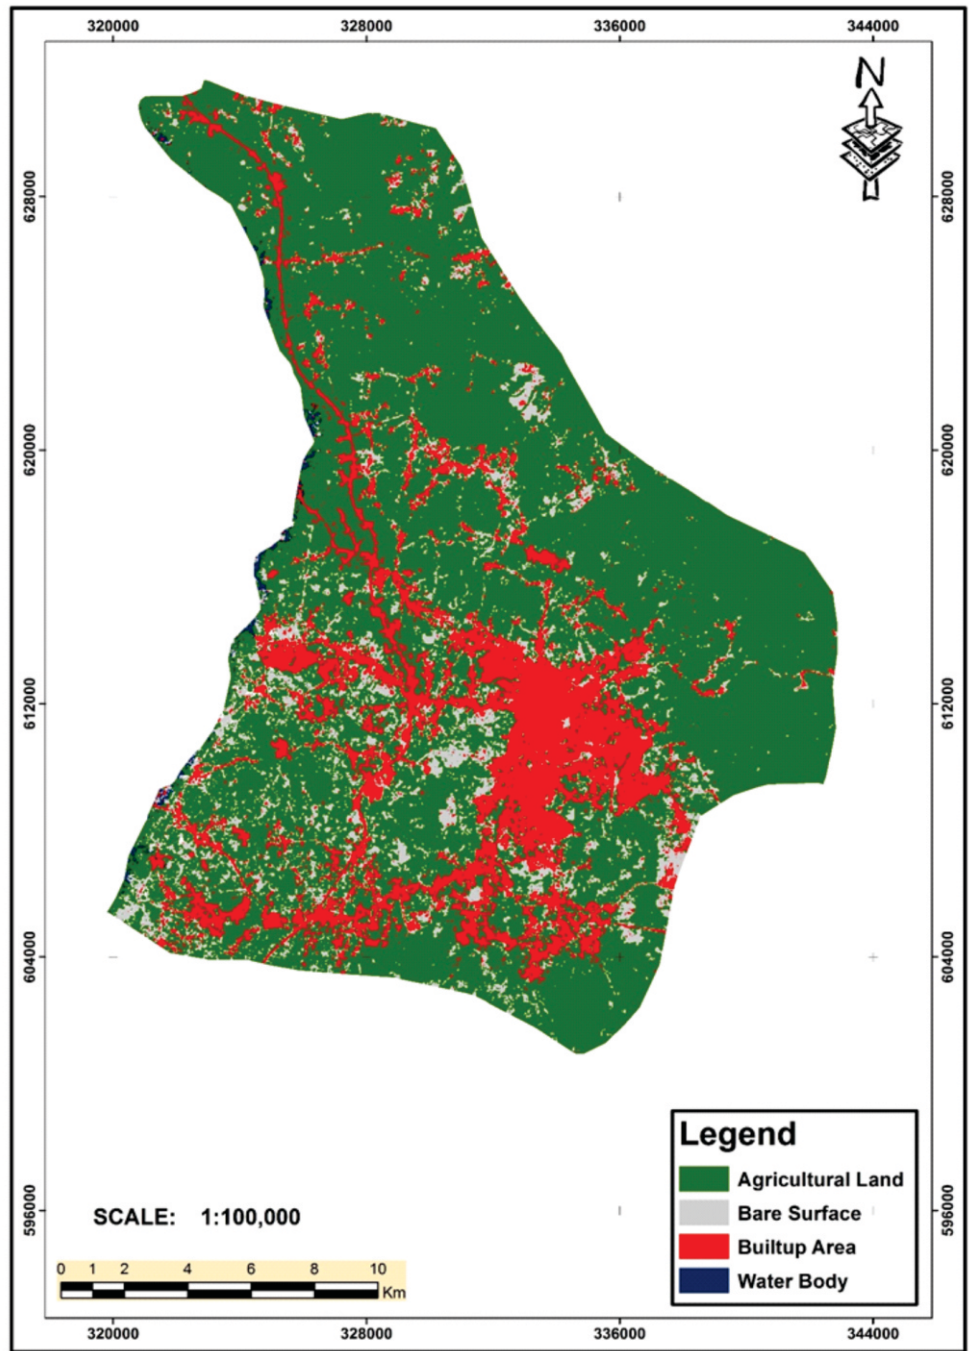 320000 328000 336000 344000
N
628000 628000
620000 620000
612000 612000
604000 604000
596000 596000
Legend
Agricultural Land
Bare Surface
Builtup Area
Water Body
SCALE: 1:100,000
0 1 2 4 6 8 10
Km
320000 328000 336000 344000